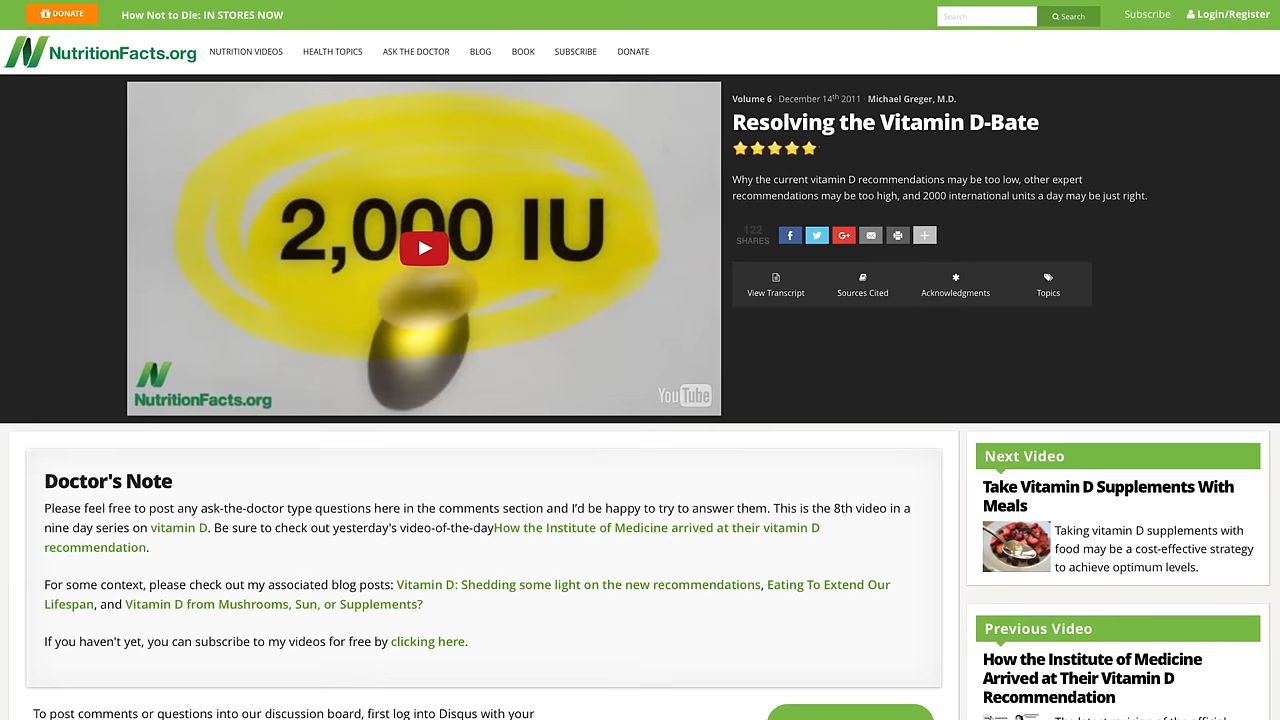 DONATE
How Not to Die: IN STORES NOW
Search
Search
Subscribe
Login/Register
NutritionFacts.org
NUTRITION VIDEOS
HEALTH TOPICS
ASK THE DOCTOR
BLOG
BOOK
SUBSCRIBE
DONATE
2,000 IU
NutritionFacts.org
YouTube
Volume 6 · December 14th 2011 · Michael Greger, M.D.
Resolving the Vitamin D-Bate
Why the current vitamin D recommendations may be too low, other expert
recommendations may be too high, and 2000 international units a day may be just right.
122
SHARES
View Transcript
Sources Cited
Acknowledgments
Topics
Doctor's Note
Please feel free to post any ask-the-doctor type questions here in the comments section and I'd be happy to try to answer them. This is the 8th video in a
nine day series on vitamin D. Be sure to check out yesterday's video-of-the-dayHow the Institute of Medicine arrived at their vitamin D
recommendation.
For some context, please check out my associated blog posts: Vitamin D: Shedding some light on the new recommendations, Eating To Extend Our
Lifespan, and Vitamin D from Mushrooms, Sun, or Supplements?
If you haven't yet, you can subscribe to my videos for free by clicking here.
To post comments or questions into our discussion board, first log into Disqus with your
Next Video
Take Vitamin D Supplements With
Meals
Taking vitamin D supplements with
food may be a cost-effective strategy
to achieve optimum levels.
Previous Video
How the Institute of Medicine
Arrived at Their Vitamin D
Recommendation